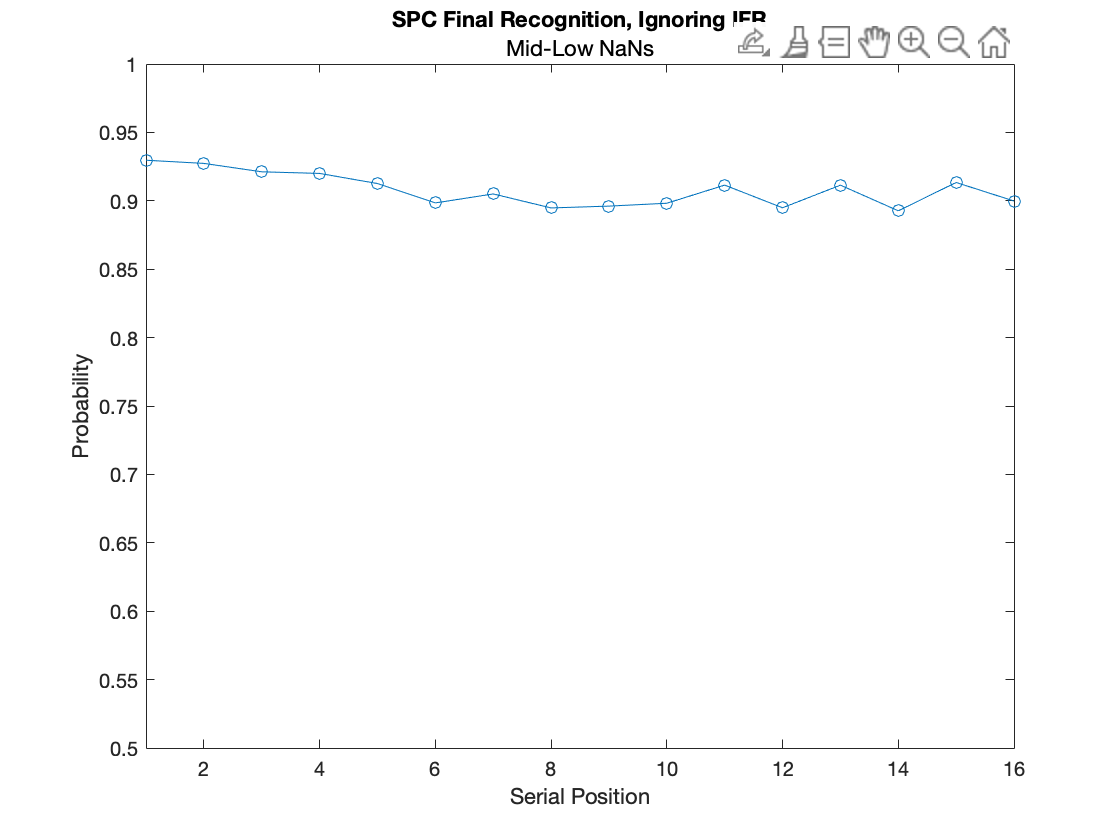 SPC Final Recognition, Ignoring
Mid-Low NaNs
1
0.95
0.9
0.85
0.8
0.75
0.7
0.65
0.6
0.55
0.5
Probability
2 4 6 8 10 12 14 16
Serial Position